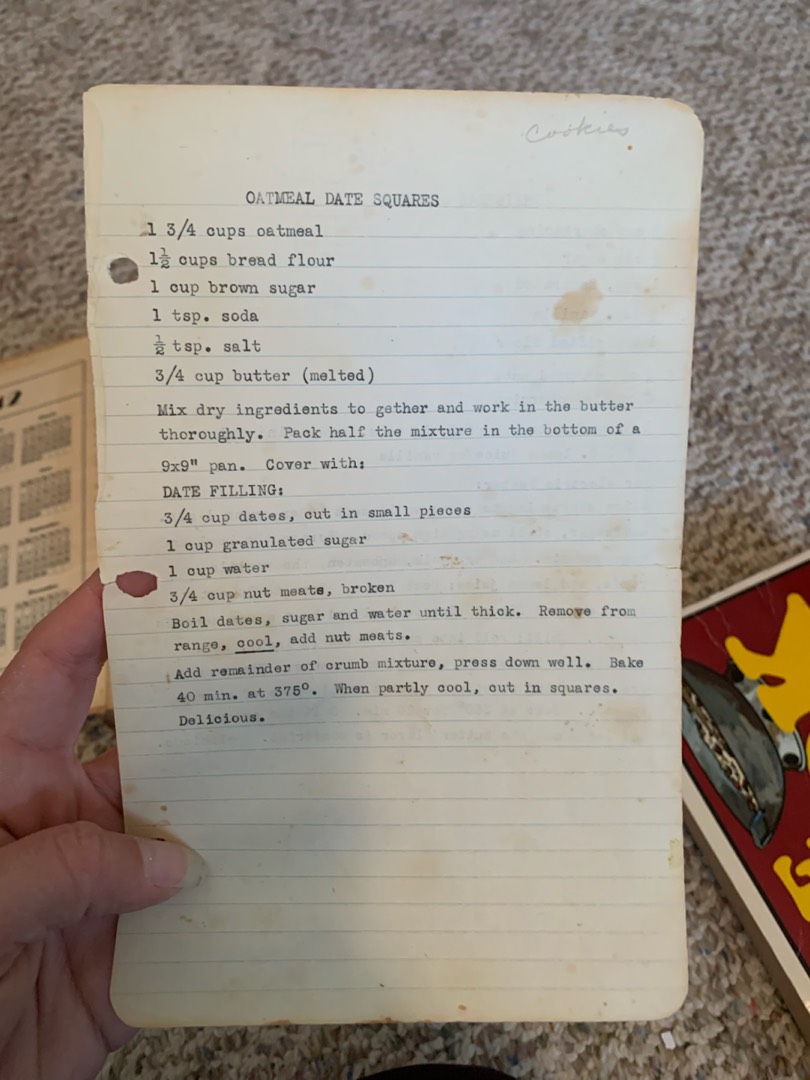 Cookies
OATMEAL DATE SQUARES
1 3/4 cups oatmeal
1½ cups bread flour
1 cup brown sugar
1 tsp. soda
½ tsp. salt
3/4 cup butter (melted)
Mix dry ingredients to gether and work in the butter
thoroughly. Pack half the mixture in the bottom of a
9x9" pan. Cover with:
DATE FILLING:
3/4 cup dates, cut in small pieces
1 cup granulated sugar
1 cup water
3/4 cup nut meats, broken
Boil dates, sugar and water until thick. Remove from
range, cool, add nut meats.
Add remainder of crumb mixture, press down well. Bake
40 min. at 375°. When partly cool, cut in squares.
Delicious.